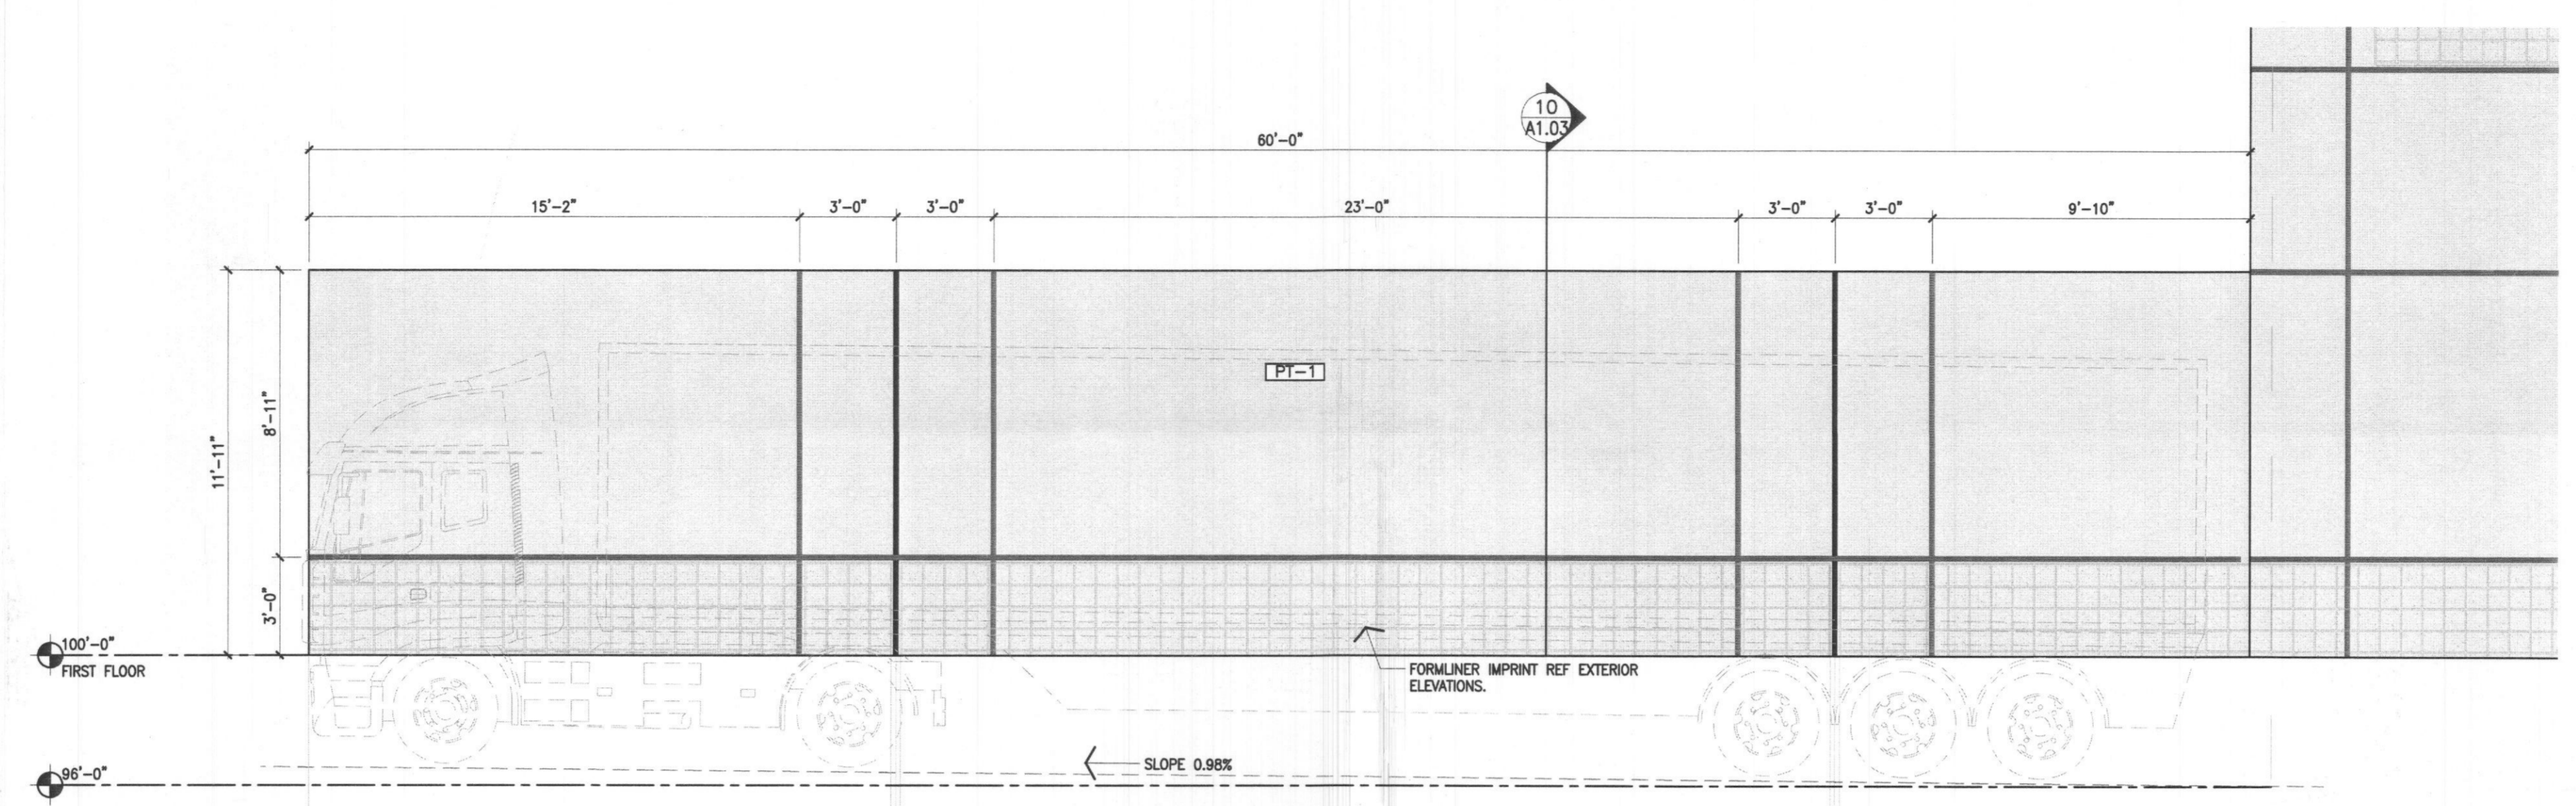 10
A1.03
60'-0"
15'-2"
3'-0"
3'-0"
23'-0"
3'-0"
3'-0"
9'-10"
PT-1
8'-11"
11'-11"
3'-0"
100'-0"
FIRST FLOOR
FORMLINER IMPRINT REF EXTERIOR
ELEVATIONS.
SLOPE 0.98%
96'-0"